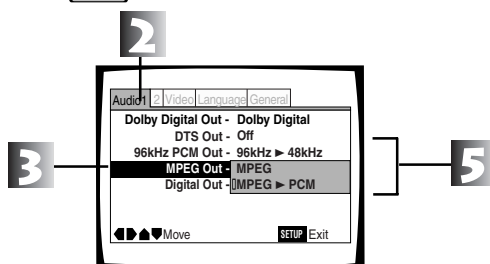 2
Audio1 2 Video Language General
Dolby Digital Out - Dolby Digital
DTS Out - Off
96kHz PCM Out - 96kHz ► 48kHz
3
MPEG Out - MPEG
5
Digital Out - MPEG ► PCM
Move SETUP Exit